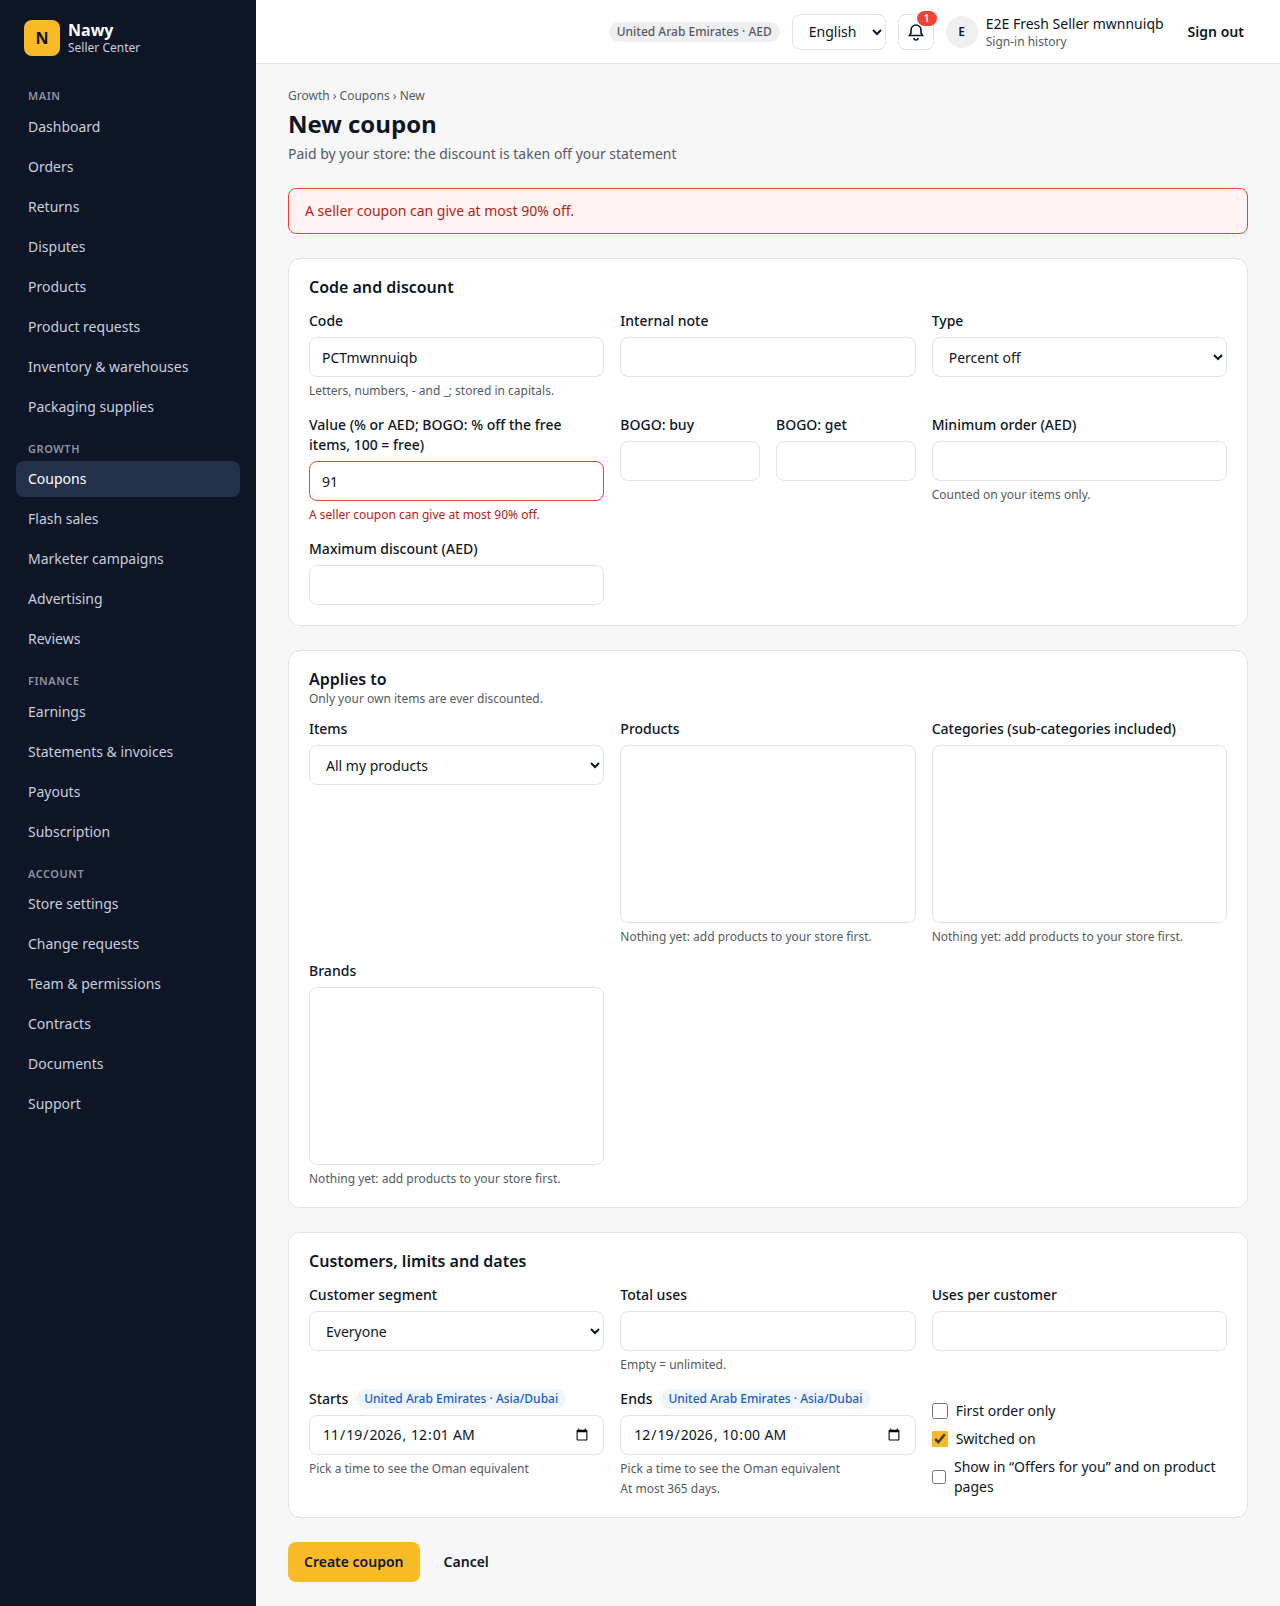 N
Nawy
Seller Center
MAIN
Dashboard
Orders
Returns
Disputes
Products
Product requests
Inventory & warehouses
Packaging supplies
GROWTH
Coupons
Flash sales
Marketer campaigns
Advertising
Reviews
FINANCE
Earnings
Statements & invoices
Payouts
Subscription
ACCOUNT
Store settings
Change requests
Team & permissions
Contracts
Documents
Support
United Arab Emirates · AED
English
1
E
E2E Fresh Seller mwnnuiqb
Sign-in history
Sign out
Growth › Coupons › New
New coupon
Paid by your store: the discount is taken off your statement
A seller coupon can give at most 90% off.
Code and discount
Code
Internal note
Type
PCTmwnnuiqb
Percent off
Letters, numbers, - and _; stored in capitals.
Value (% or AED; BOGO: % off the free
items, 100 = free)
BOGO: buy
BOGO: get
Minimum order (AED)
91
A seller coupon can give at most 90% off.
Counted on your items only.
Maximum discount (AED)
Applies to
Only your own items are ever discounted.
Items
Products
Categories (sub-categories included)
All my products
Nothing yet: add products to your store first.
Nothing yet: add products to your store first.
Brands
Nothing yet: add products to your store first.
Customers, limits and dates
Customer segment
Total uses
Uses per customer
Everyone
Empty = unlimited.
Starts
United Arab Emirates · Asia/Dubai
Ends
United Arab Emirates · Asia/Dubai
11/19/2026, 12:01 AM
12/19/2026, 10:00 AM
Pick a time to see the Oman equivalent
Pick a time to see the Oman equivalent
At most 365 days.
First order only
Switched on
Show in “Offers for you” and on product
pages
Create coupon
Cancel